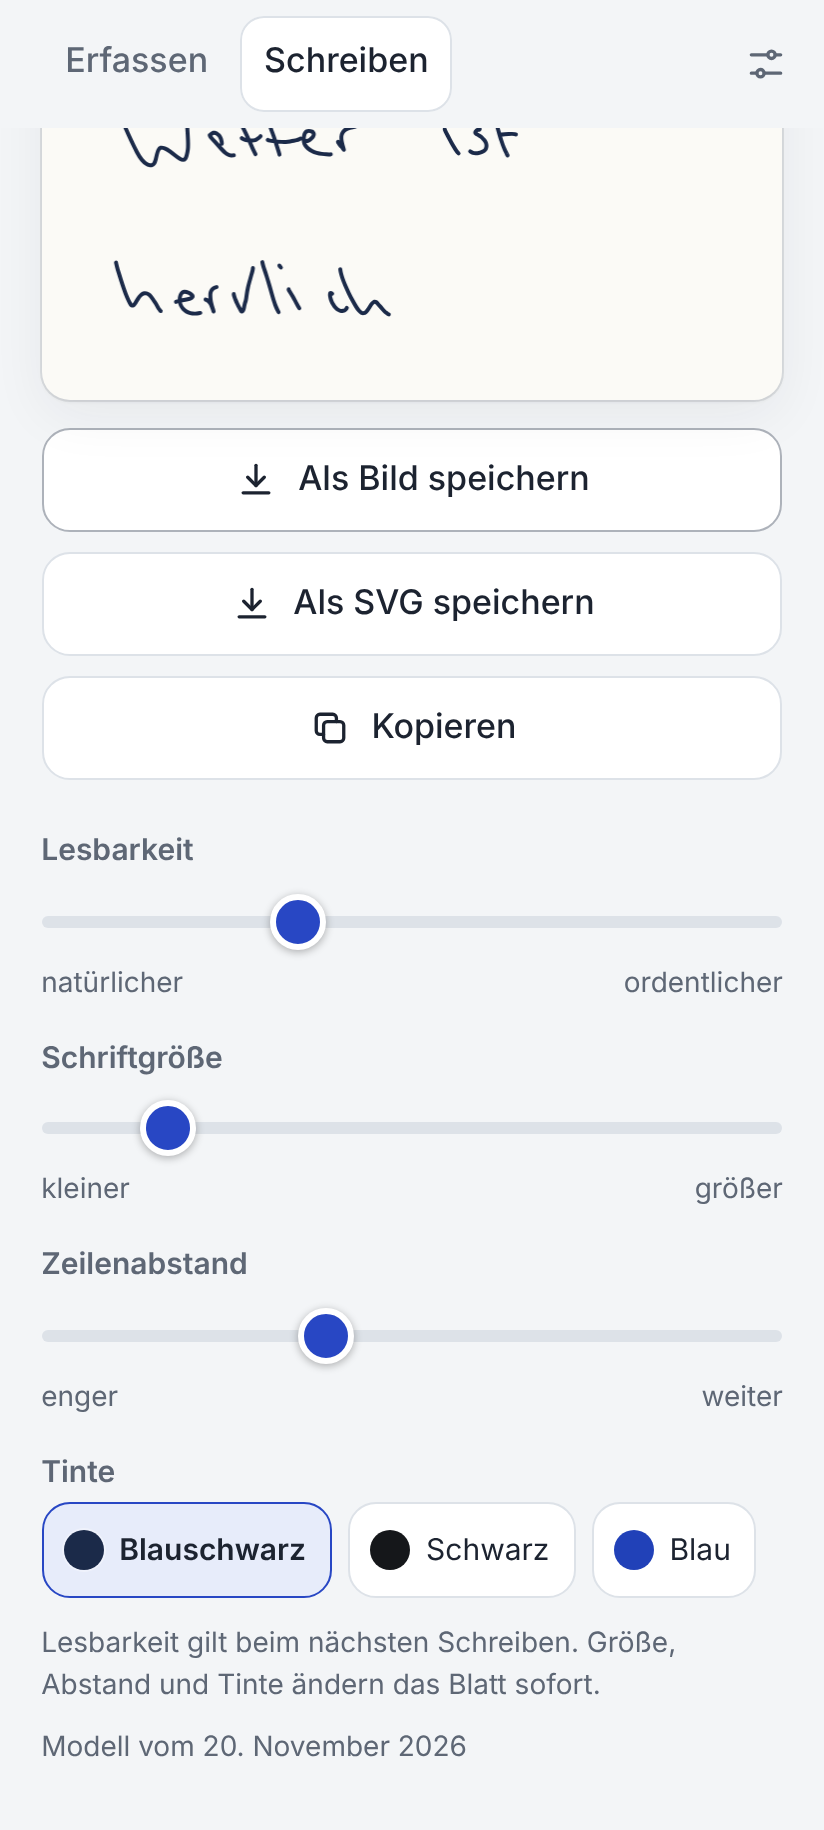 Erfassen Schreiben
Wetter ist
herrlich
Als Bild speichern
Als SVG speichern
Kopieren
Lesbarkeit
natürlicher ordentlicher
Schriftgröße
kleiner größer
Zeilenabstand
enger weiter
Tinte
Blauschwarz Schwarz Blau
Lesbarkeit gilt beim nächsten Schreiben. Größe,
Abstand und Tinte ändern das Blatt sofort.
Modell vom 20. November 2026